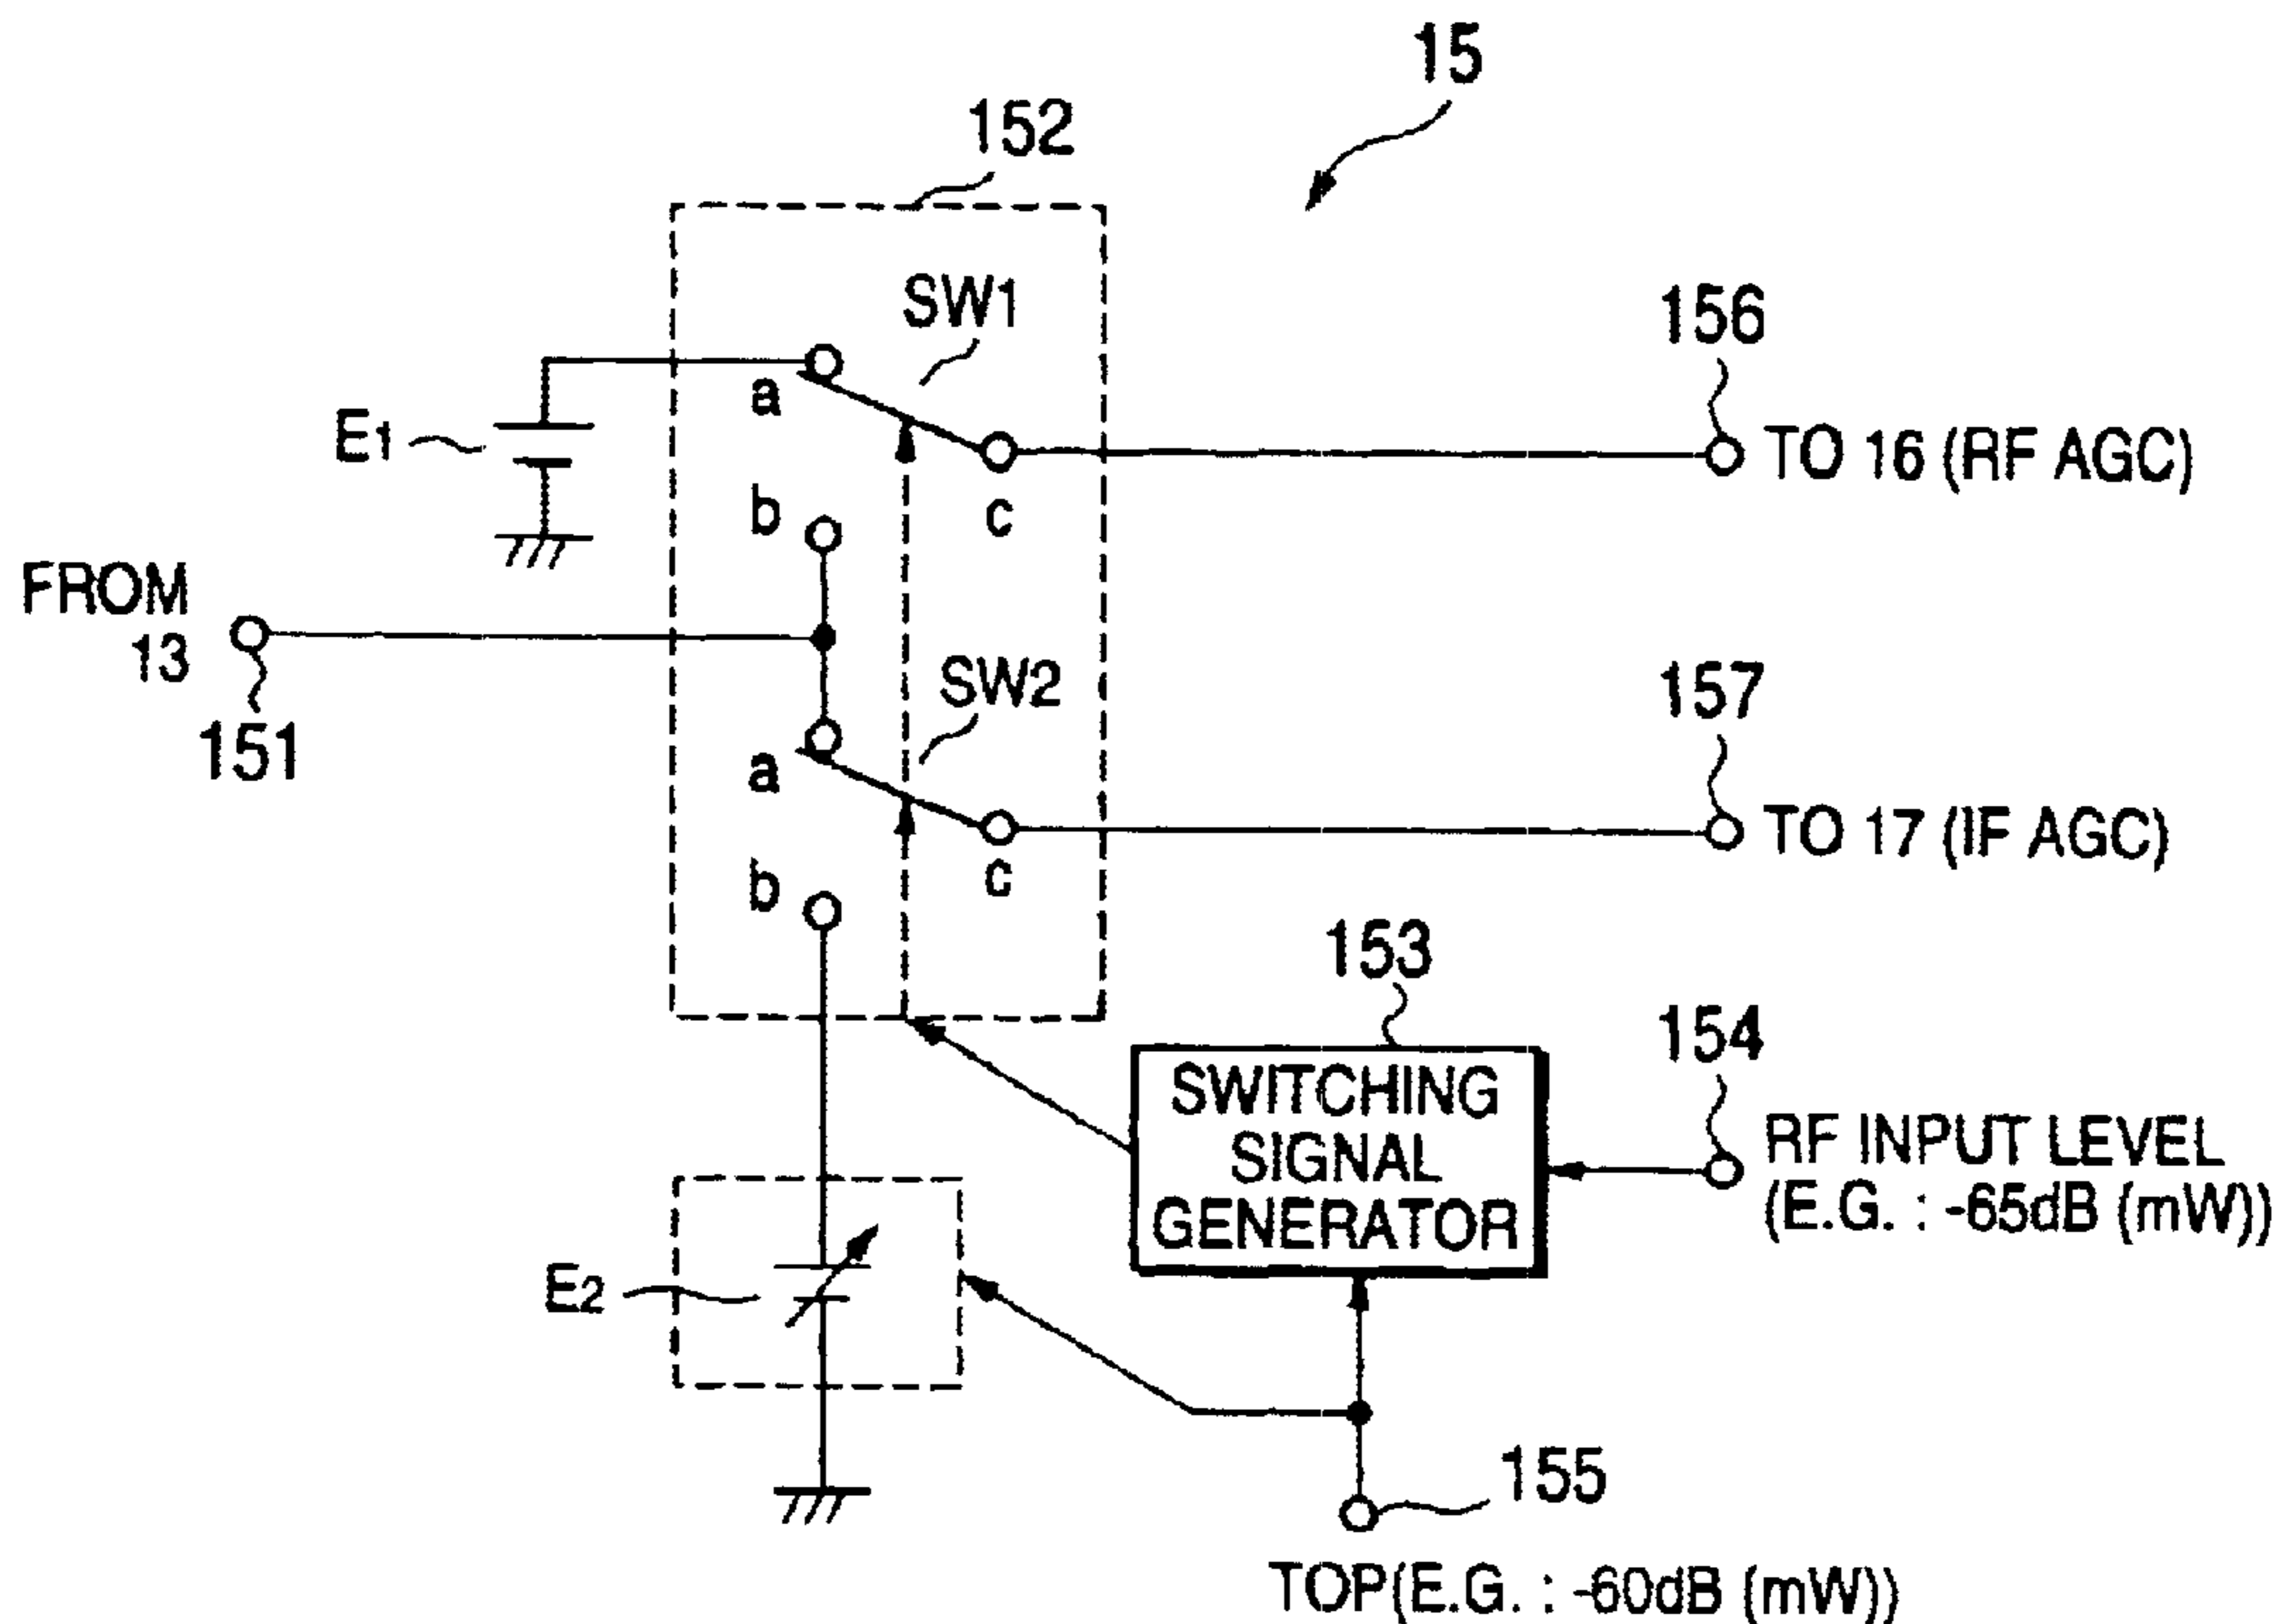 15
152
SW1
156
a
E1
TO 16 (RF AGC)
b
c
FROM
13
SW2
157
151
a
TO 17 (IF AGC)
b
c
153
154
SWITCHING
SIGNAL
GENERATOR
RF INPUT LEVEL
(E.G. : -65dB (mW))
E2
155
TOP(E.G. : -60dB (mW))